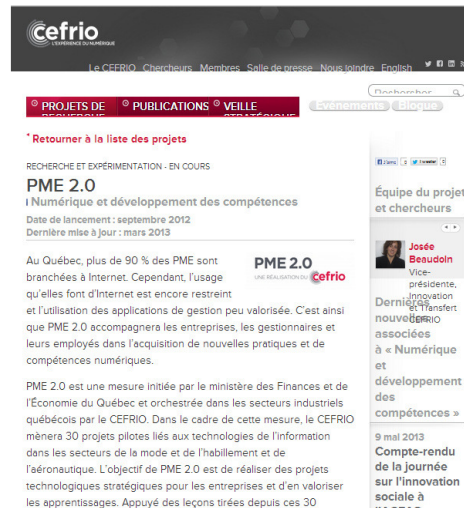 cefrio
L'EXPÉRIENCE DU NUMÉRIQUE
Le CEFRIO Chercheurs Membres Salle de presse Nous joindre English
Rechercher
PROJETS DE RECHERCHE
PUBLICATIONS
VEILLE STRATÉGIQUE
Événements
Blogue
Retourner à la liste des projets
RECHERCHE ET EXPÉRIMENTATION - EN COURS
PME 2.0
Numérique et développement des compétences
Date de lancement : septembre 2012
Dernière mise à jour : mars 2013
Au Québec, plus de 90 % des PME sont
branchées à Internet. Cependant, l'usage
qu'elles font d'Internet est encore restreint
et l'utilisation des applications de gestion peu valorisée. C'est ainsi
que PME 2.0 accompagnera les entreprises, les gestionnaires et
leurs employés dans l'acquisition de nouvelles pratiques et de
compétences numériques.
PME 2.0
UNE RÉALISATION DU cefrio
PME 2.0 est une mesure initiée par le ministère des Finances et de
l'Économie du Québec et orchestrée dans les secteurs industriels
québécois par le CEFRIO. Dans le cadre de cette mesure, le CEFRIO
mènera 30 projets pilotes liés aux technologies de l'information
dans les secteurs de la mode et de l'habillement et de
l'aéronautique. L'objectif de PME 2.0 est de réaliser des projets
technologiques stratégiques pour les entreprises et d'en valoriser
les apprentissages. Appuyé des leçons tirées depuis ces 30
J'aime
Tweeter
Équipe du projet
et chercheurs
Josée
Beaudoin
Vice-
présidente,
Innovation
et Transfert
CEFRIO
Dernières
nouvelles
associées
à « Numérique
et
développement
des
compétences »
9 mai 2013
Compte-rendu
de la journée
sur l'innovation
sociale à